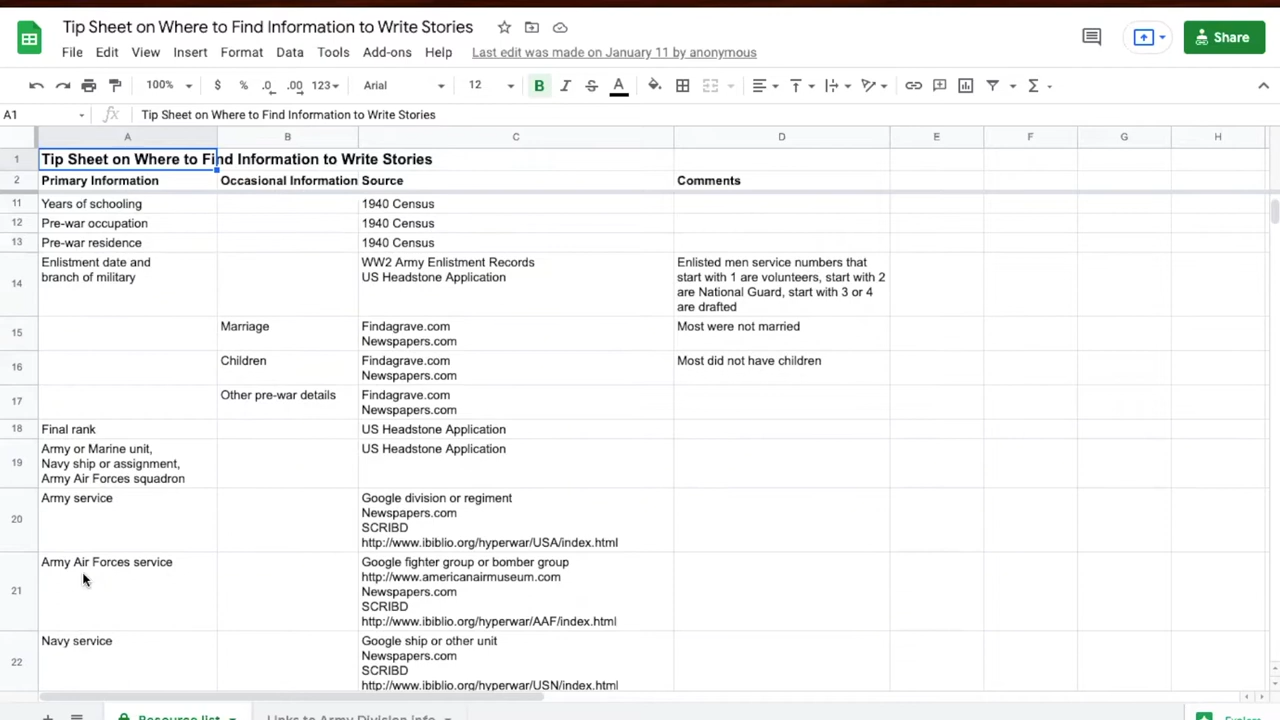 Tip Sheet on Where to Find Information to Write Stories
File Edit View Insert Format Data Tools Add-ons Help Last edit was made on January 11 by anonymous
Share
100% $ % .0 .00 123 Arial 12 B I S A Σ
A1 fx Tip Sheet on Where to Find Information to Write Stories
A B C D E F G H
1 Tip Sheet on Where to Find Information to Write Stories
2 Primary Information Occasional Information Source Comments
11 Years of schooling 1940 Census
12 Pre-war occupation 1940 Census
13 Pre-war residence 1940 Census
14 Enlistment date and
branch of military
WW2 Army Enlistment Records
US Headstone Application
Enlisted men service numbers that
start with 1 are volunteers, start with 2
are National Guard, start with 3 or 4
are drafted
15 Marriage
Findagrave.com
Newspapers.com
Most were not married
16 Children
Findagrave.com
Newspapers.com
Most did not have children
17 Other pre-war details
Findagrave.com
Newspapers.com
18 Final rank US Headstone Application
19 Army or Marine unit,
Navy ship or assignment,
Army Air Forces squadron
US Headstone Application
20 Army service
Google division or regiment
Newspapers.com
SCRIBD
http://www.ibiblio.org/hyperwar/USA/index.html
21 Army Air Forces service
Google fighter group or bomber group
http://www.americanairmuseum.com
Newspapers.com
SCRIBD
http://www.ibiblio.org/hyperwar/AAF/index.html
22 Navy service
Google ship or other unit
Newspapers.com
SCRIBD
http://www.ibiblio.org/hyperwar/USN/index.html
Resource list Links to Army Division info Explore